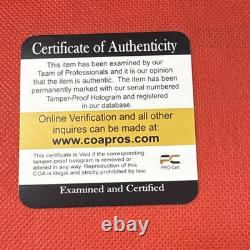 Certificate of Authenticity
This item has been examined by our
Team of Professionals and it is our opinion
that the item is authentic. The item has
been permanently
marked with our serial numbered
Tamper-Proof Hologram and registered
in our database.
Online Verification and all other
inquires can be made at:
www.coapros.com
This certificate is Void if the corresponding
tamper-proof hologram is removed or
altered in any way. Reproduction of this
COA is illegal and strictly prohibited by law.
PRO Cert
Examined and Certified